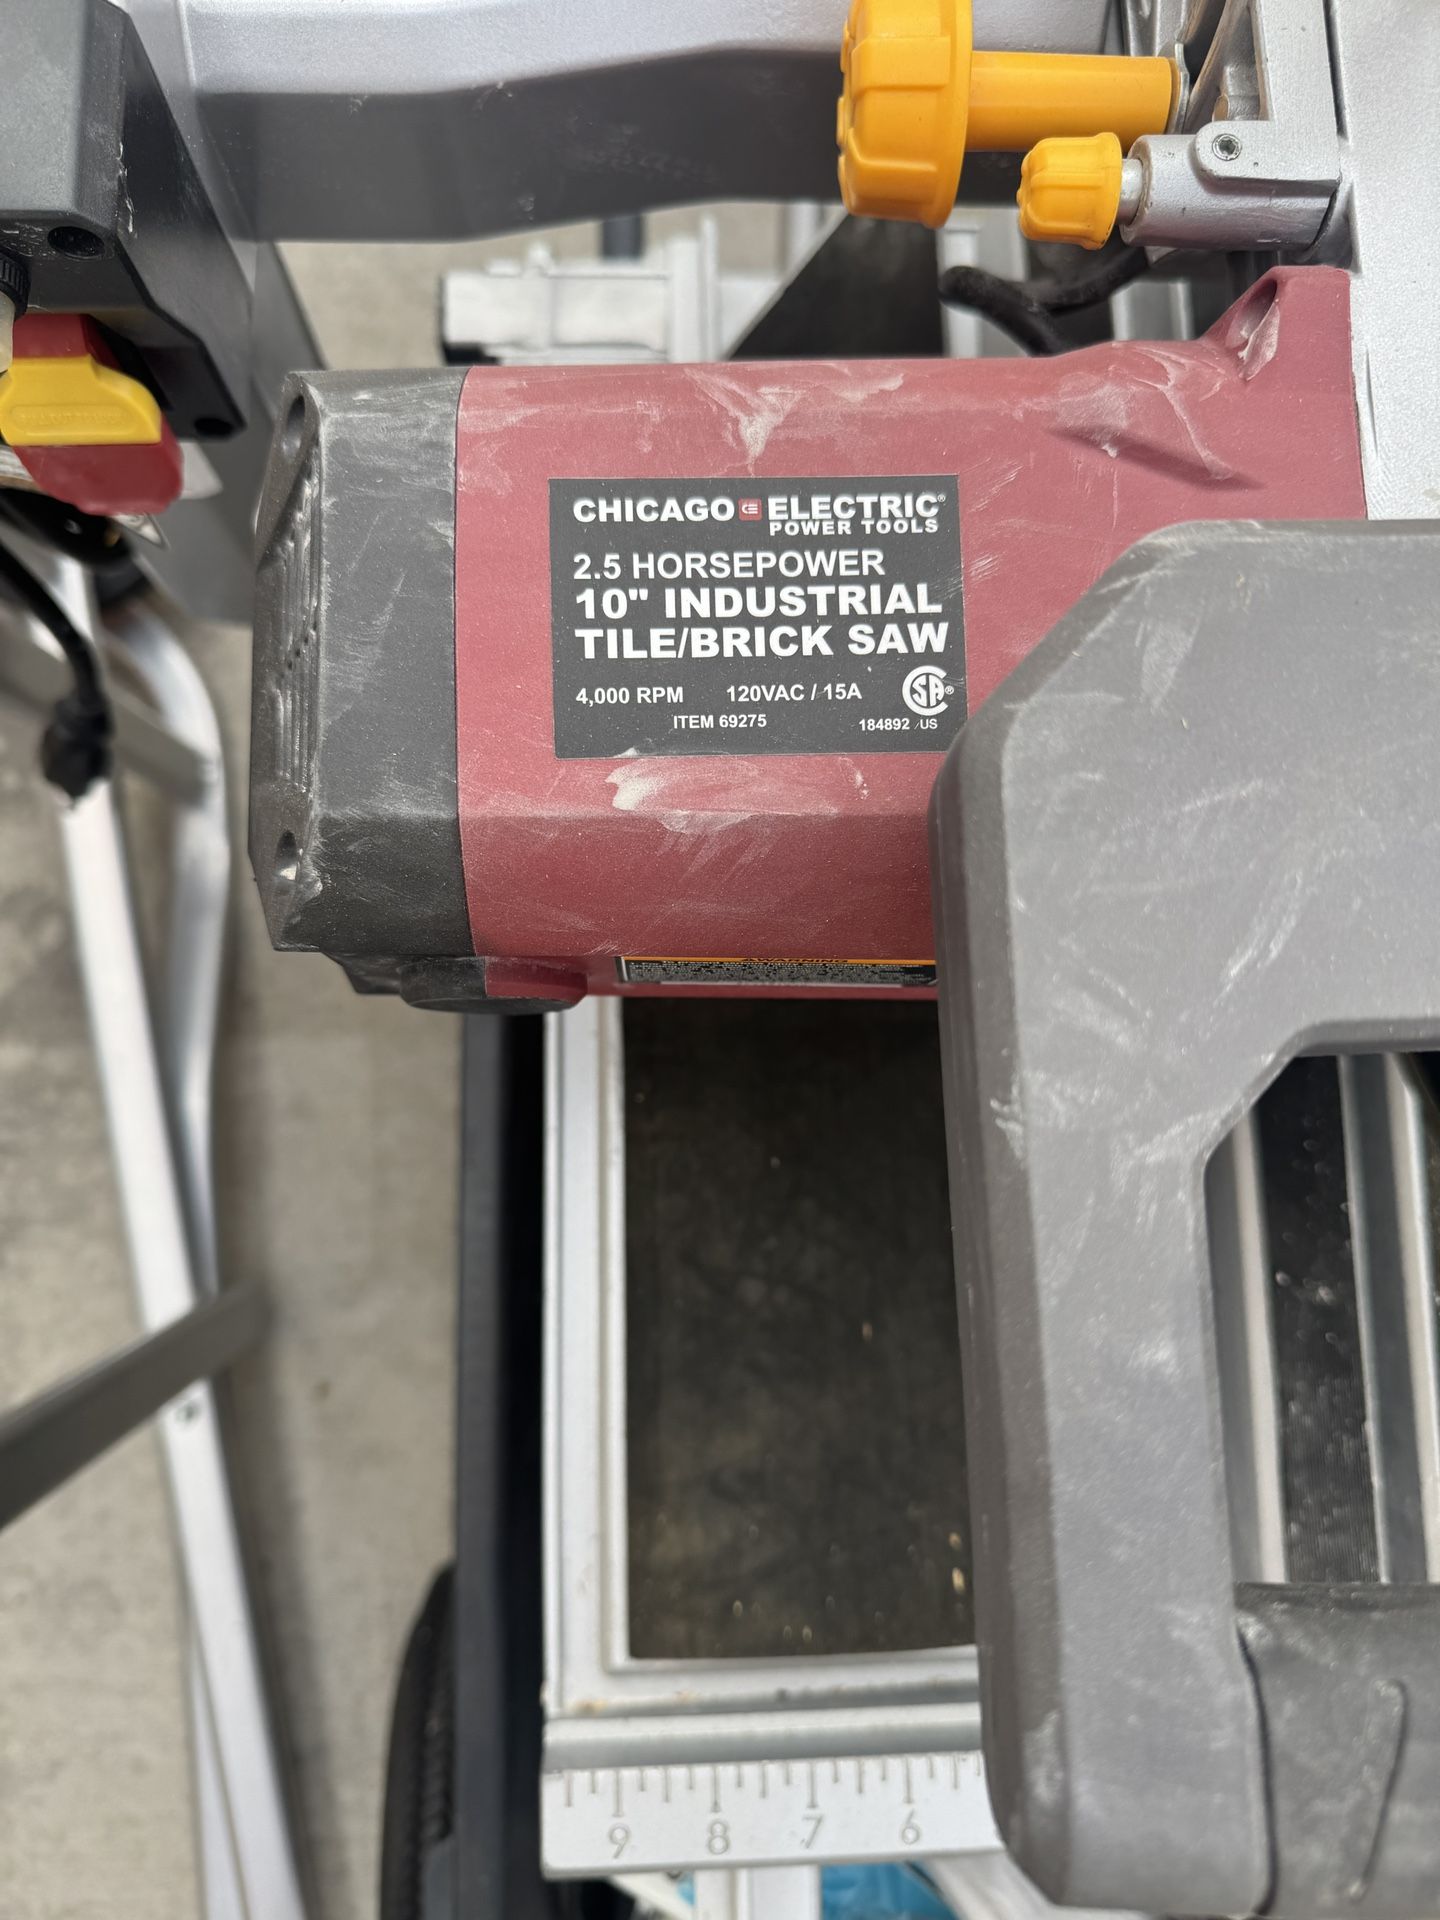 CHICAGO ELECTRIC®
POWER TOOLS
2.5 HORSEPOWER
10" INDUSTRIAL
TILE/BRICK SAW
4,000 RPM 120VAC / 15A
ITEM 69275
184892 US
WARNING
9 8 7 6